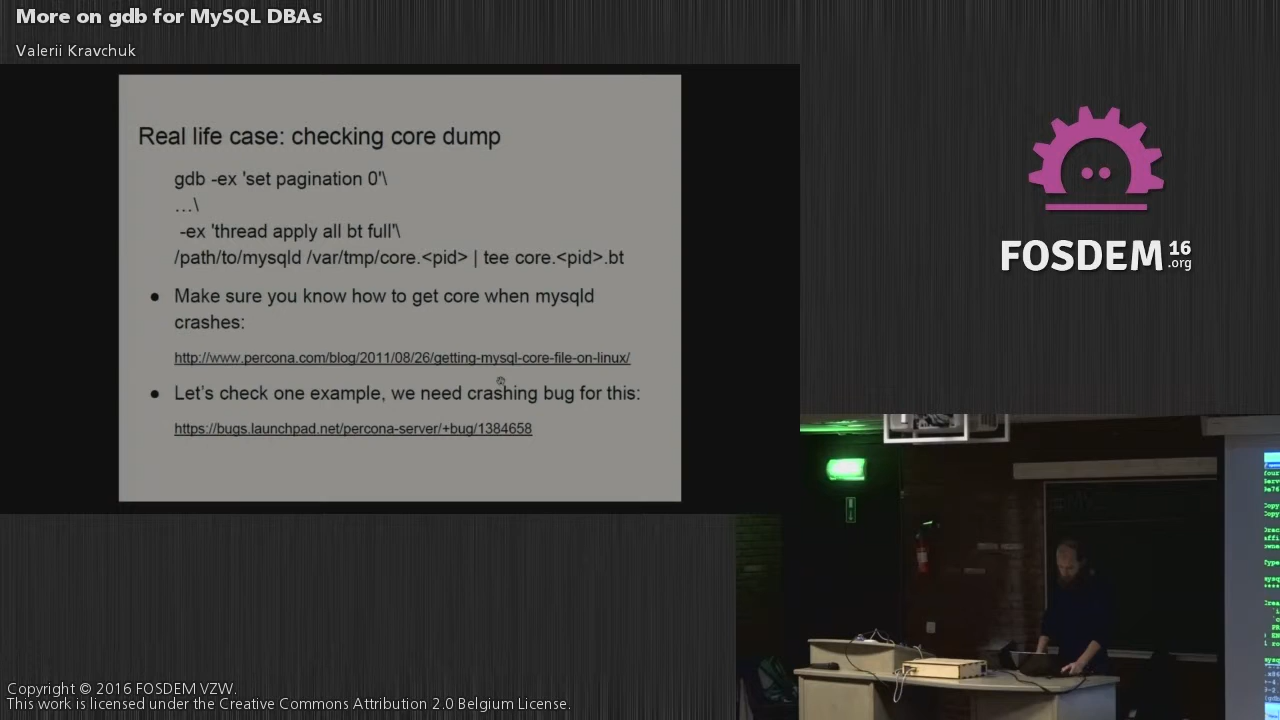 More on gdb for MySQL DBAs
Valerii Kravchuk
Real life case: checking core dump
gdb -ex 'set pagination 0'\
…\
-ex 'thread apply all bt full'\
/path/to/mysqld /var/tmp/core.<pid> | tee core.<pid>.bt
● Make sure you know how to get core when mysqld
crashes:
http://www.percona.com/blog/2011/08/26/getting-mysql-core-file-on-linux/
● Let's check one example, we need crashing bug for this:
https://bugs.launchpad.net/percona-server/+bug/1384658
FOSDEM 16
.org
Copy
Copy
Type
Copyright © 2016 FOSDEM VZW.
This work is licensed under the Creative Commons Attribution 2.0 Belgium License.